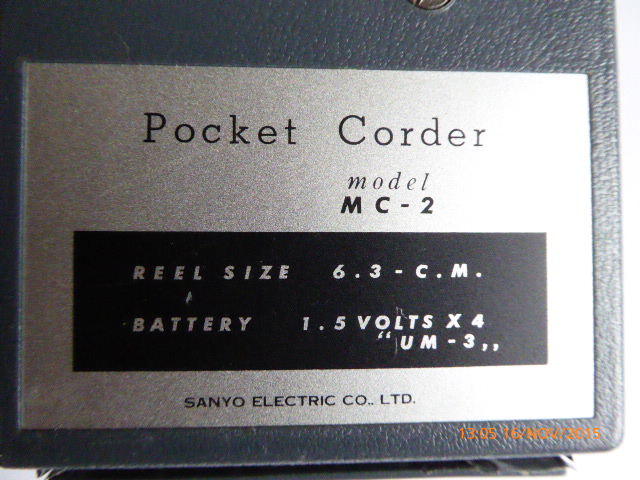 Pocket Corder
model
MC-2
REEL SIZE 6.3-C.M.
BATTERY 1.5 VOLTS X 4
"UM-3„
SANYO ELECTRIC CO., LTD.
13:05 16/NOV/2015